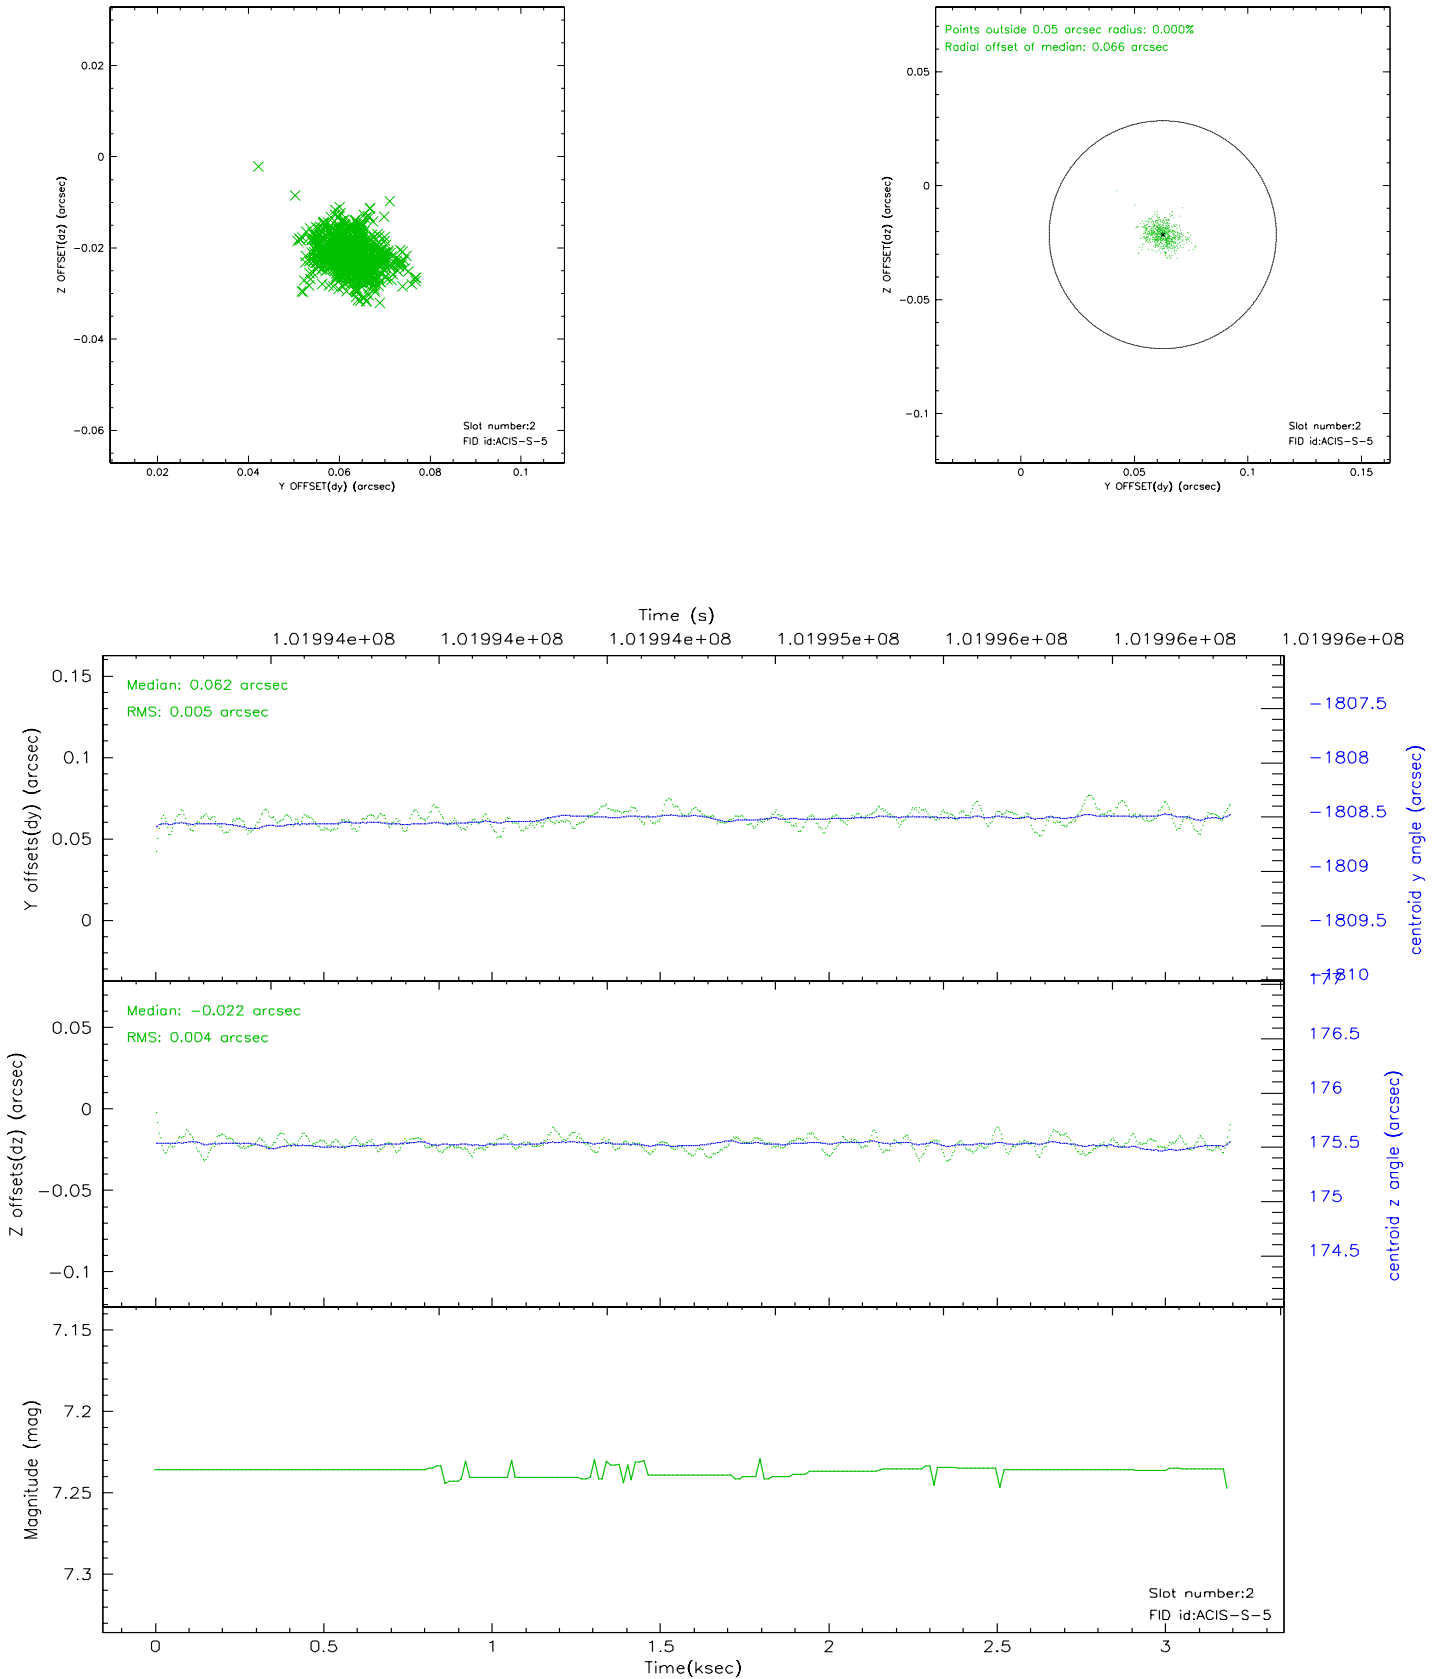 0.02
0
−0.02
−0.04
−0.06
Z OFFSET(dz) (arcsec)
Slot number:2
FID id:ACIS−S−5
0.02 0.04 0.06 0.08 0.1
Y OFFSET(dy) (arcsec)
Points outside 0.05 arcsec radius: 0.000%
Radial offset of median: 0.066 arcsec
0.05
0
−0.05
−0.1
Z OFFSET(dz) (arcsec)
Slot number:2
FID id:ACIS−S−5
0 0.05 0.1 0.15
Y OFFSET(dy) (arcsec)
Time (s)
1.01994e+08 1.01994e+08 1.01994e+08 1.01995e+08 1.01996e+08 1.01996e+08 1.01996e+08
Median: 0.062 arcsec
RMS: 0.005 arcsec
0.15
0.1
0.05
0
Y offsets(dy) (arcsec)
−1807.5
−1808
−1808.5
−1809
−1809.5
−1810
centroid y angle (arcsec)
Median: −0.022 arcsec
RMS: 0.004 arcsec
0.05
0
−0.05
−0.1
Z offsets(dz) (arcsec)
177
176.5
176
175.5
175
174.5
centroid z angle (arcsec)
7.15
7.2
7.25
7.3
Magnitude (mag)
Slot number:2
FID id:ACIS−S−5
0 0.5 1 1.5 2 2.5 3
Time(ksec)